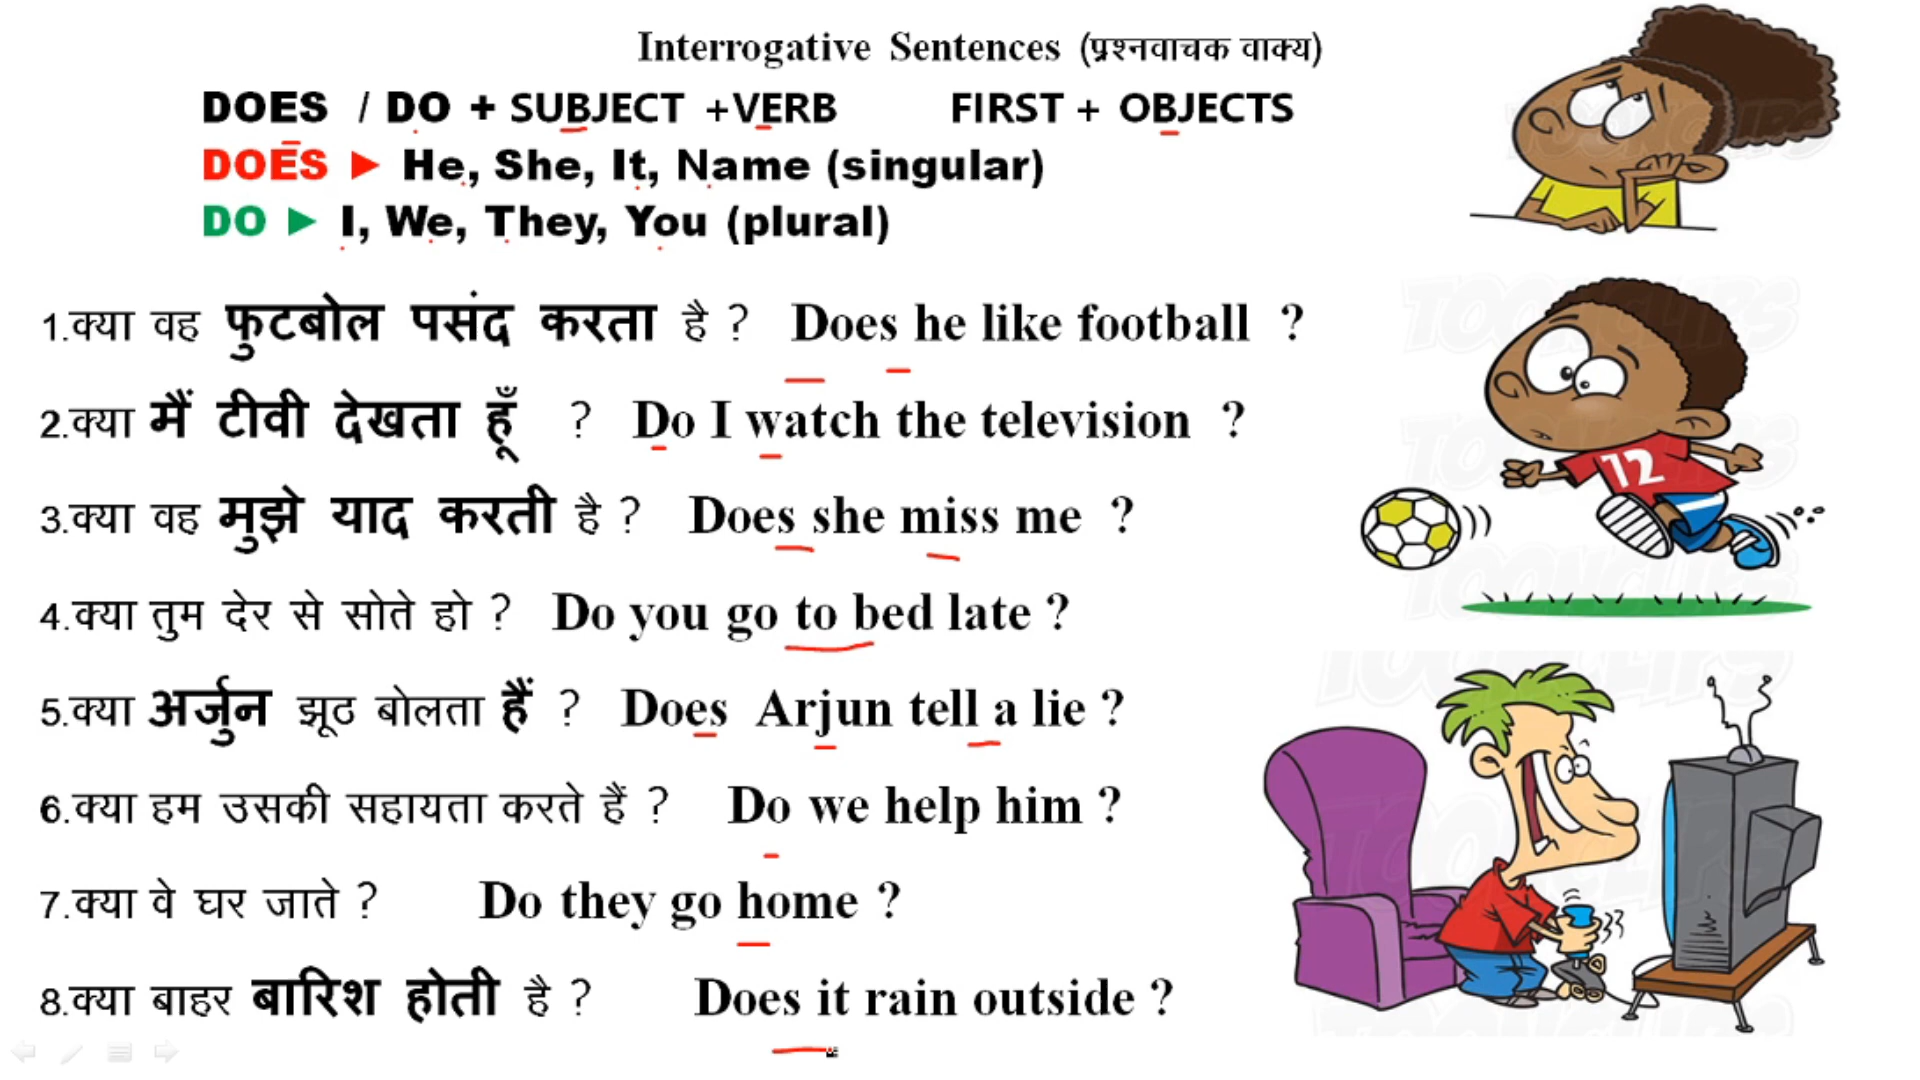 Interrogative Sentences (प्रश्नवाचक वाक्य)
DOES / DO + SUBJECT +VERB FIRST + OBJECTS
DOES ► He, She, It, Name (singular)
DO ► I, We, They, You (plural)
1.क्या वह फुटबोल पसंद करता है ? Does he like football ?
2.क्या मैं टीवी देखता हूँ ? Do I watch the television ?
3.क्या वह मुझे याद करती है ? Does she miss me ?
4.क्या तुम देर से सोते हो ? Do you go to bed late ?
5.क्या अर्जुन झूठ बोलता हैं ? Does Arjun tell a lie ?
6.क्या हम उसकी सहायता करते हैं ? Do we help him ?
7.क्या वे घर जाते ? Do they go home ?
8.क्या बाहर बारिश होती है ? Does it rain outside ?
12
TOONCLIPS
TOONCLIPS
TOONCLIPS